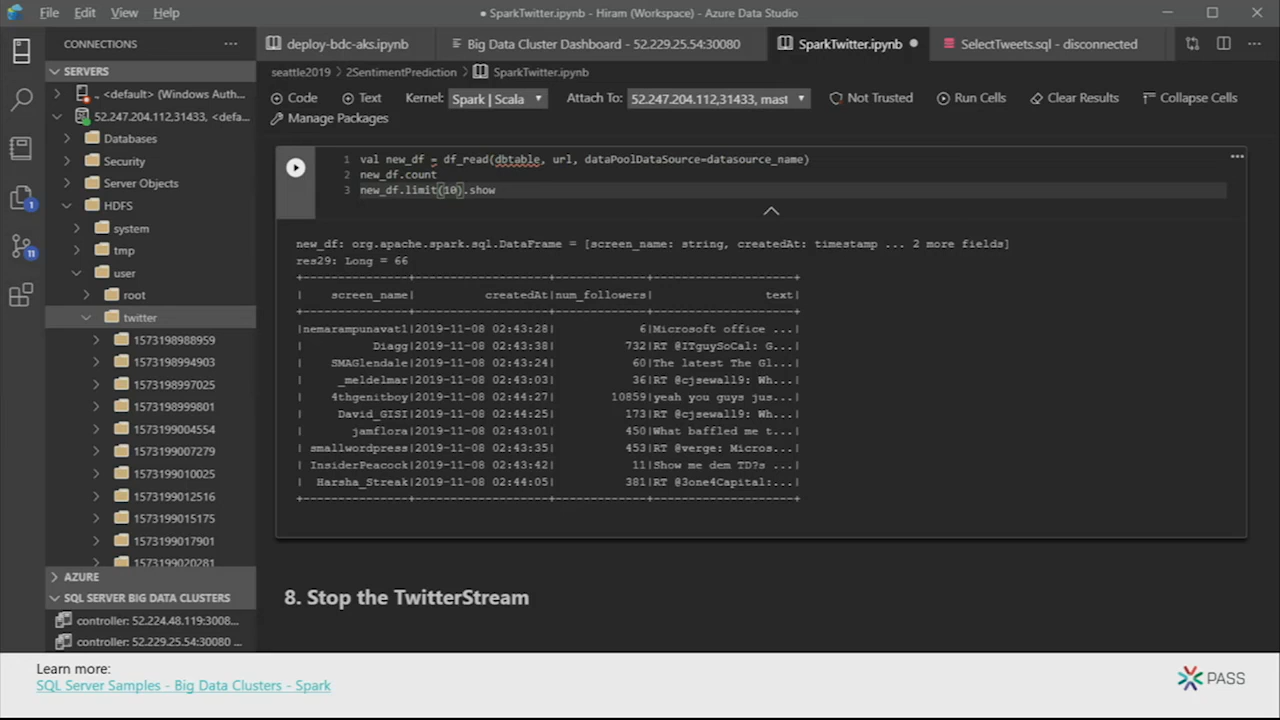 File Edit View Help
● SparkTwitter.ipynb - Hiram (Workspace) - Azure Data Studio
CONNECTIONS
deploy-bdc-aks.ipynb
Big Data Cluster Dashboard - 52.229.25.54:30080
SparkTwitter.ipynb ●
SelectTweets.sql - disconnected
SERVERS
., <default> (Windows Auth...
52.247.204.112,31433, <defa...
Databases
Security
Server Objects
HDFS
system
tmp
user
root
twitter
1573198988959
1573198994903
1573198997025
1573198999801
1573199004554
1573199007279
1573199010025
1573199012516
1573199015175
1573199017901
1573199020281
AZURE
SQL SERVER BIG DATA CLUSTERS
controller: 52.224.48.119:3008...
controller: 52.229.25.54:30080 ...
1
11
seattle2019 > 2SentimentPrediction > SparkTwitter.ipynb
Code Text Kernel: Spark | Scala Attach To: 52.247.204.112,31433, mast Not Trusted Run Cells Clear Results Collapse Cells
Manage Packages
1 val new_df = df_read(dbtable, url, dataPoolDataSource=datasource_name)
2 new_df.count
3 new_df.limit(10).show
new_df: org.apache.spark.sql.DataFrame = [screen_name: string, createdAt: timestamp ... 2 more fields]
res29: Long = 66
+---------------+-------------------+-------------+--------------------+
| screen_name| createdAt|num_followers| text|
+---------------+-------------------+-------------+--------------------+
|nemarampunavat1|2019-11-08 02:43:28| 6|Microsoft office ...|
| Diagg|2019-11-08 02:43:38| 732|RT @ITguySoCal: G...|
| SMAGlendale|2019-11-08 02:43:24| 60|The latest The Gl...|
| _meldelmar|2019-11-08 02:43:03| 36|RT @cjsewall9: Wh...|
| 4thgenitboy|2019-11-08 02:44:27| 10859|yeah you guys jus...|
| David_GISI|2019-11-08 02:44:25| 173|RT @cjsewall9: Wh...|
| jamflora|2019-11-08 02:43:01| 450|What baffled me t...|
| smallwordpress|2019-11-08 02:43:35| 453|RT @verge: Micros...|
| InsiderPeacock|2019-11-08 02:43:42| 11|Show me dem TD?s ...|
| Harsha_Streak|2019-11-08 02:44:05| 381|RT @3one4Capital:...|
+---------------+-------------------+-------------+--------------------+
8. Stop the TwitterStream
Learn more:
SQL Server Samples - Big Data Clusters - Spark
PASS